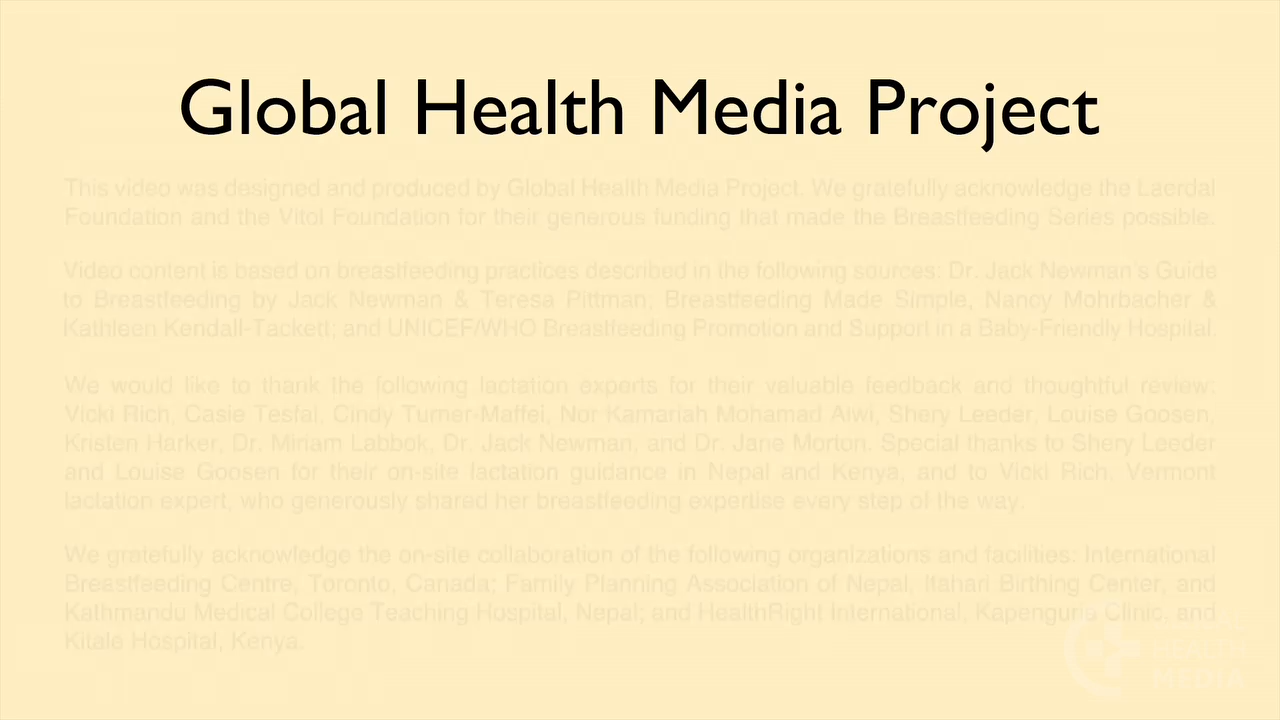 Global Health Media Project
This video was designed and produced by Global Health Media Project. We gratefully acknowledge the Laerdal
Foundation and the Vitol Foundation for their generous funding that made the Breastfeeding Series possible.
Video content is based on breastfeeding practices described in the following sources: Dr. Jack Newman's Guide
to Breastfeeding by Jack Newman & Teresa Pittman; Breastfeeding Made Simple, Nancy Mohrbacher &
Kathleen Kendall-Tackett; and UNICEF/WHO Breastfeeding Promotion and Support in a Baby-Friendly Hospital.
We would like to thank the following lactation experts for their valuable feedback and thoughtful review.
Vicki Rich, Casie Tesfai, Cindy Turner-Maffei, Nor Kamariah Mohamad Alwi, Shery Leeder, Louise Goosen,
Kristen Harker, Dr. Miriam Labbok, Dr. Jack Newman, and Dr. Jane Morton. Special thanks to Shery Leeder
and Louise Goosen for their on-site lactation guidance in Nepal and Kenya, and to Vicki Rich, Vermont
lactation expert, who generously shared her breastfeeding expertise every step of the way.
We gratefully acknowledge the on-site collaboration of the following organizations and facilities: International
Breastfeeding Centre, Toronto, Canada; Family Planning Association of Nepal, Itahari Birthing Center, and
Kathmandu Medical College Teaching Hospital, Nepal; and HealthRight International, Kapenguria Clinic, and
Kitale Hospital, Kenya.
HEALTH
MEDIA